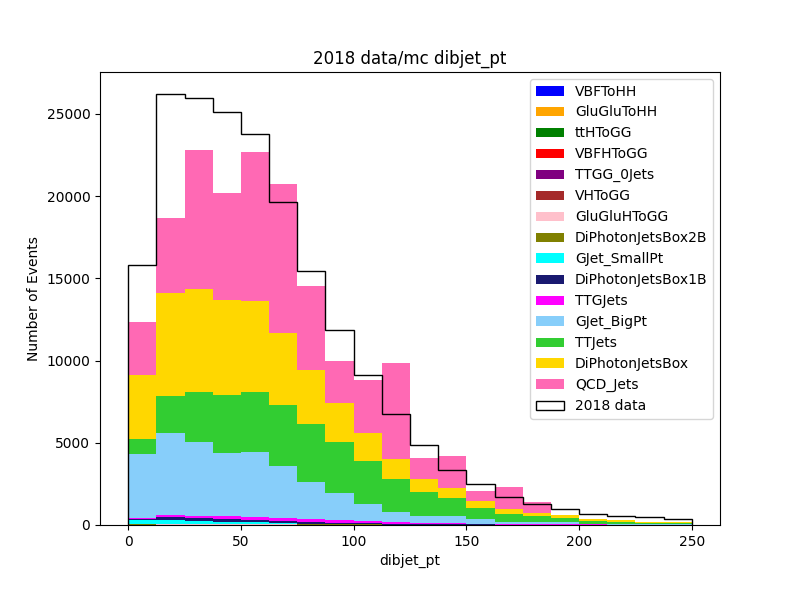 2018 data/mc dibjet_pt
Number of Events
25000
20000
15000
10000
5000
0
0
50
100
150
200
250
dibjet_pt
VBFToHH
GluGluToHH
ttHToGG
VBFHToGG
TTGG_0Jets
VHToGG
GluGluHToGG
DiPhotonJetsBox2B
GJet_SmallPt
DiPhotonJetsBox1B
TTGJets
GJet_BigPt
TTJets
DiPhotonJetsBox
QCD_Jets
2018 data